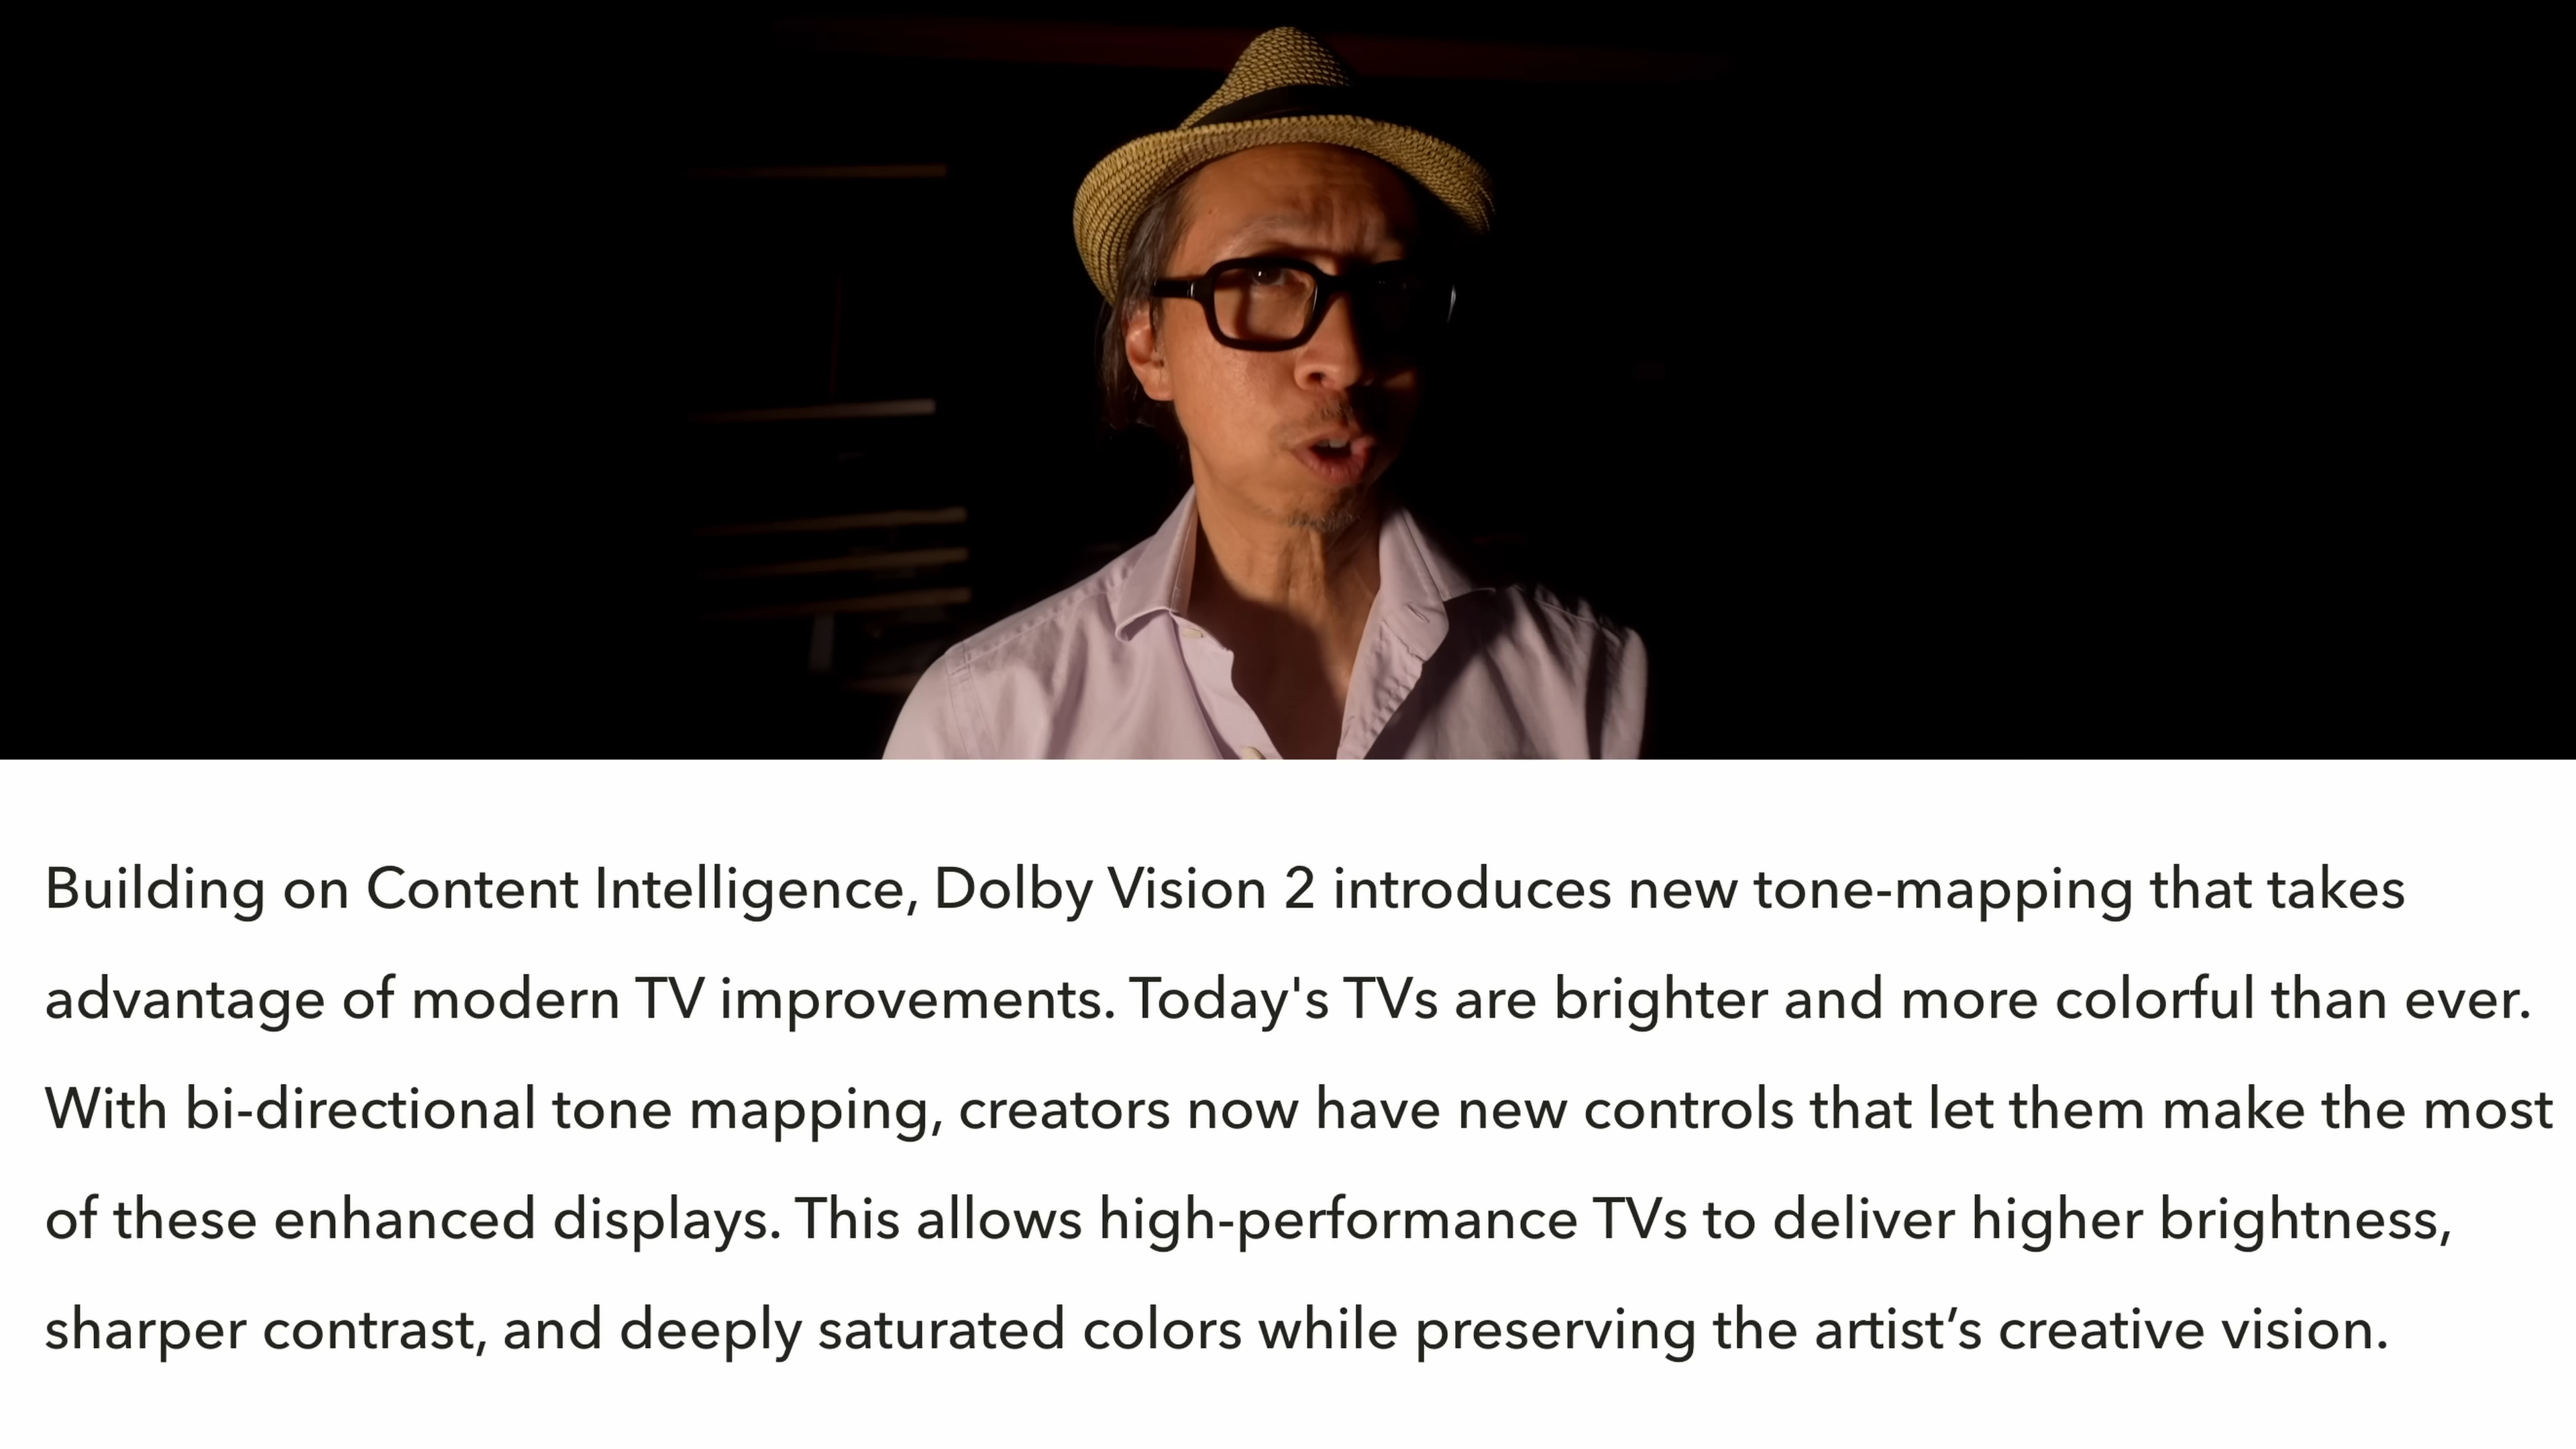 Building on Content Intelligence, Dolby Vision 2 introduces new tone-mapping that takes
advantage of modern TV improvements. Today's TVs are brighter and more colorful than ever.
With bi-directional tone mapping, creators now have new controls that let them make the most
of these enhanced displays. This allows high-performance TVs to deliver higher brightness,
sharper contrast, and deeply saturated colors while preserving the artist’s creative vision.